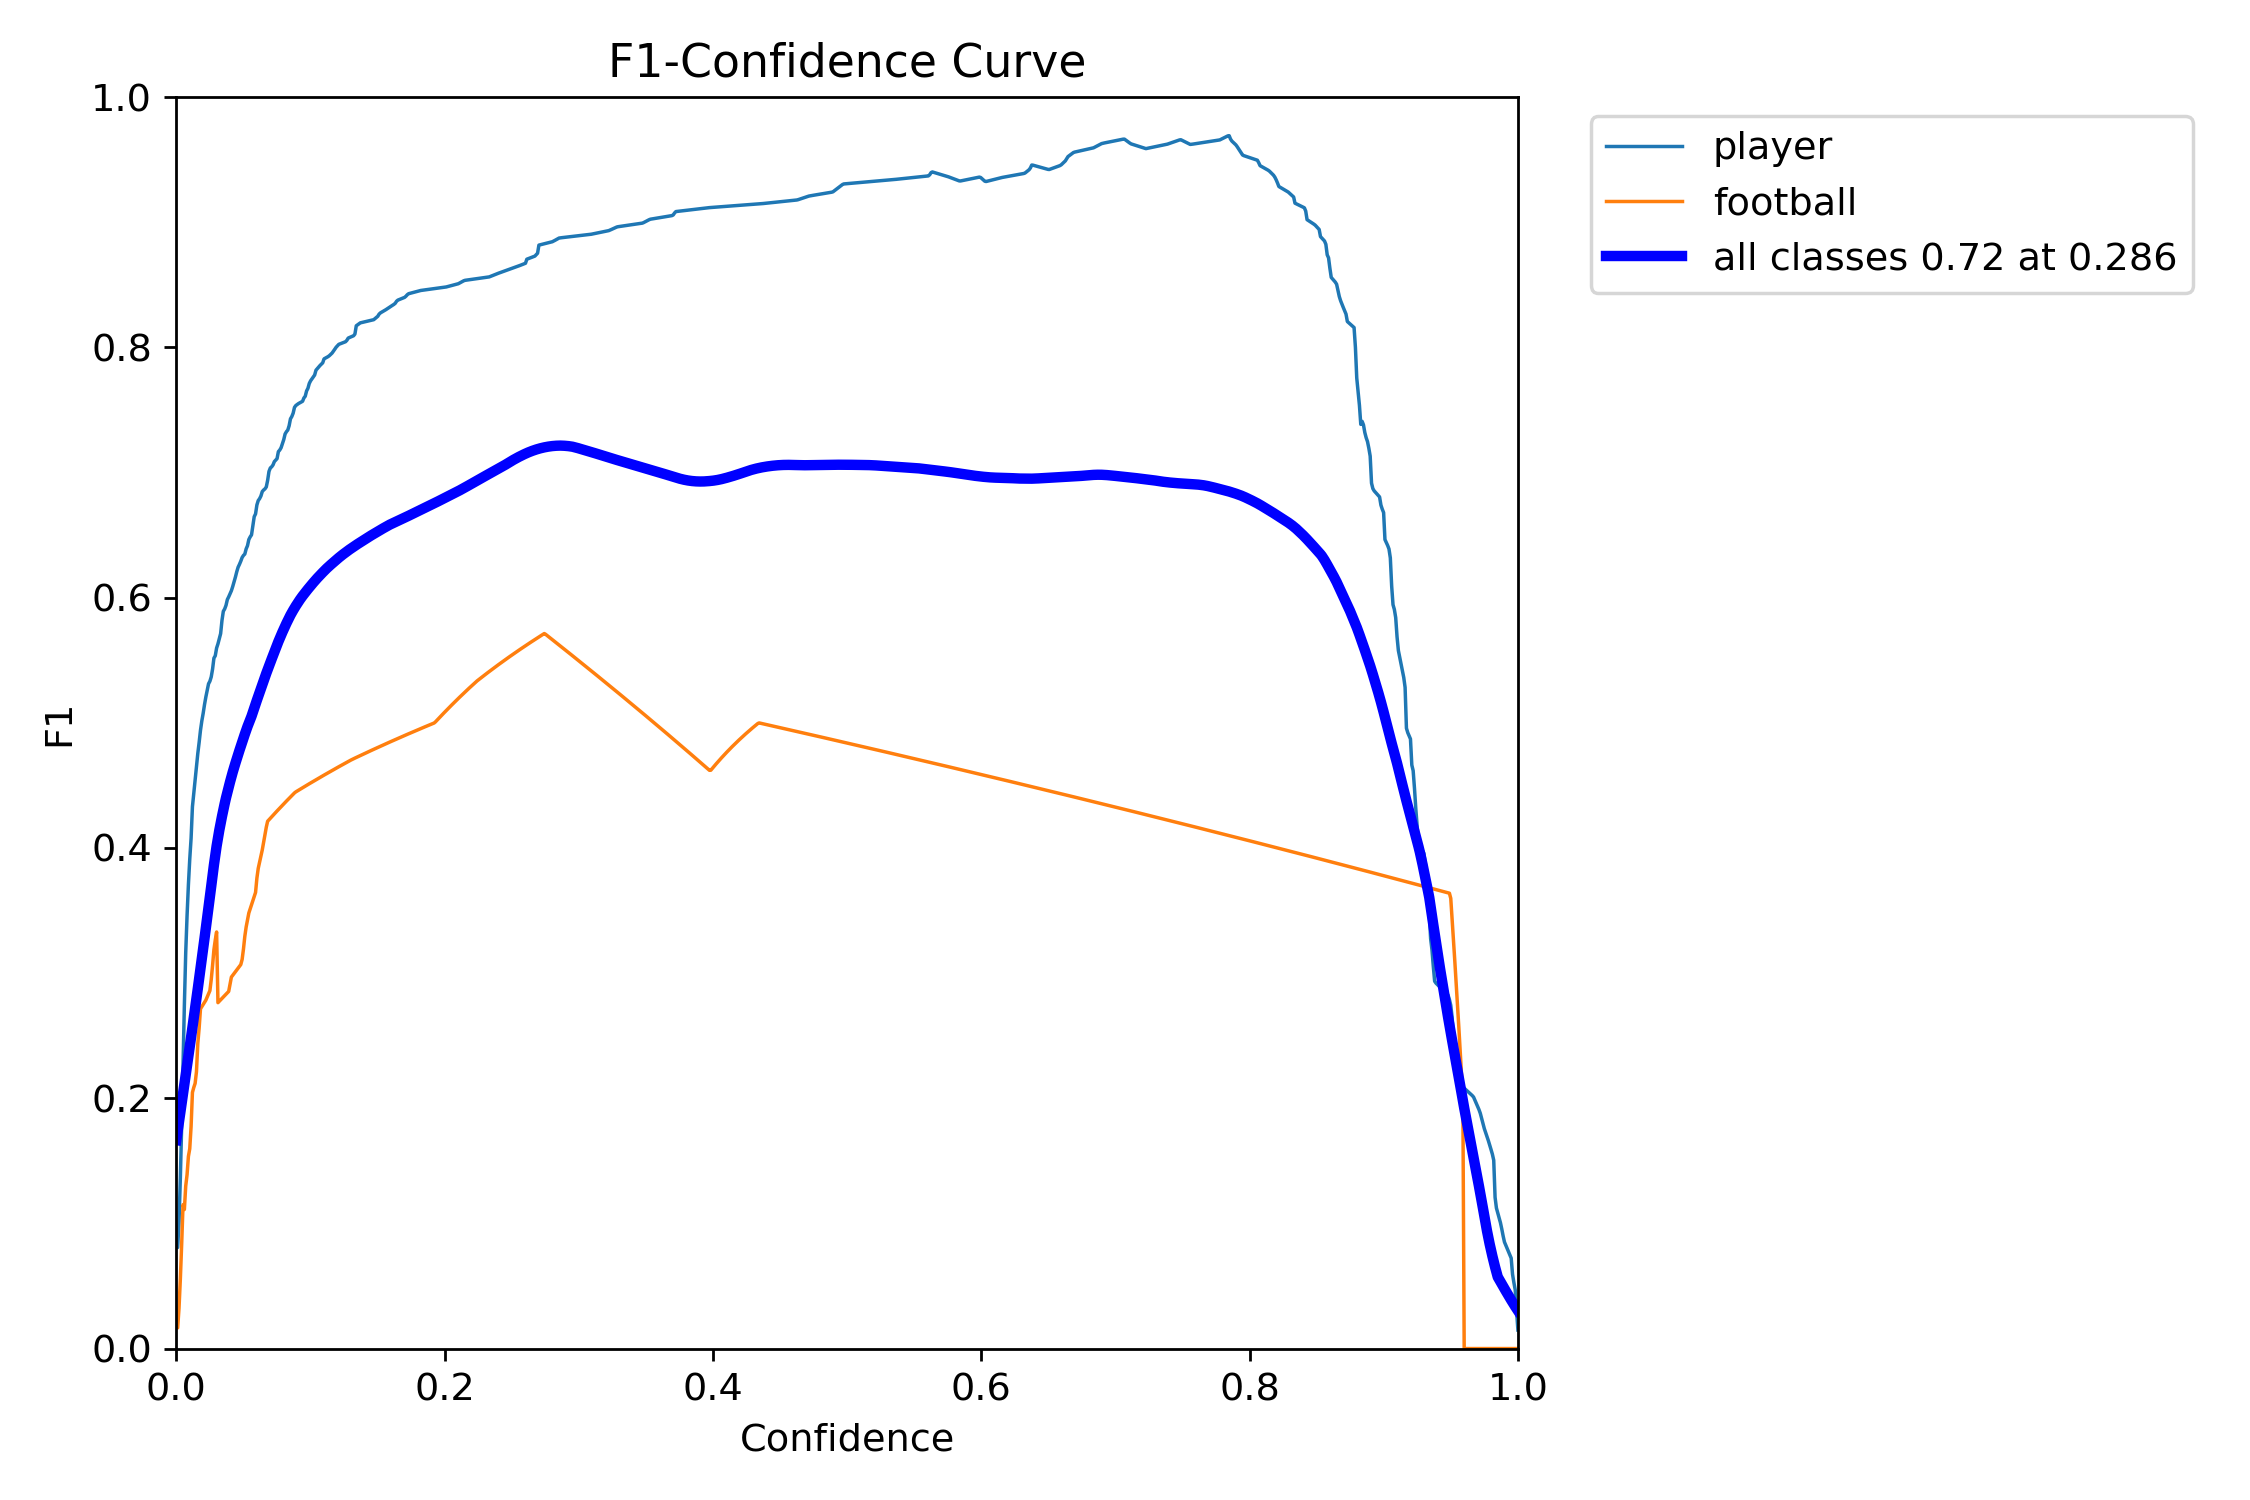 F1-Confidence Curve
1.0
0.8
0.6
0.4
0.2
0.0
F1
0.0 0.2 0.4 0.6 0.8 1.0
Confidence
player
football
all classes 0.72 at 0.286